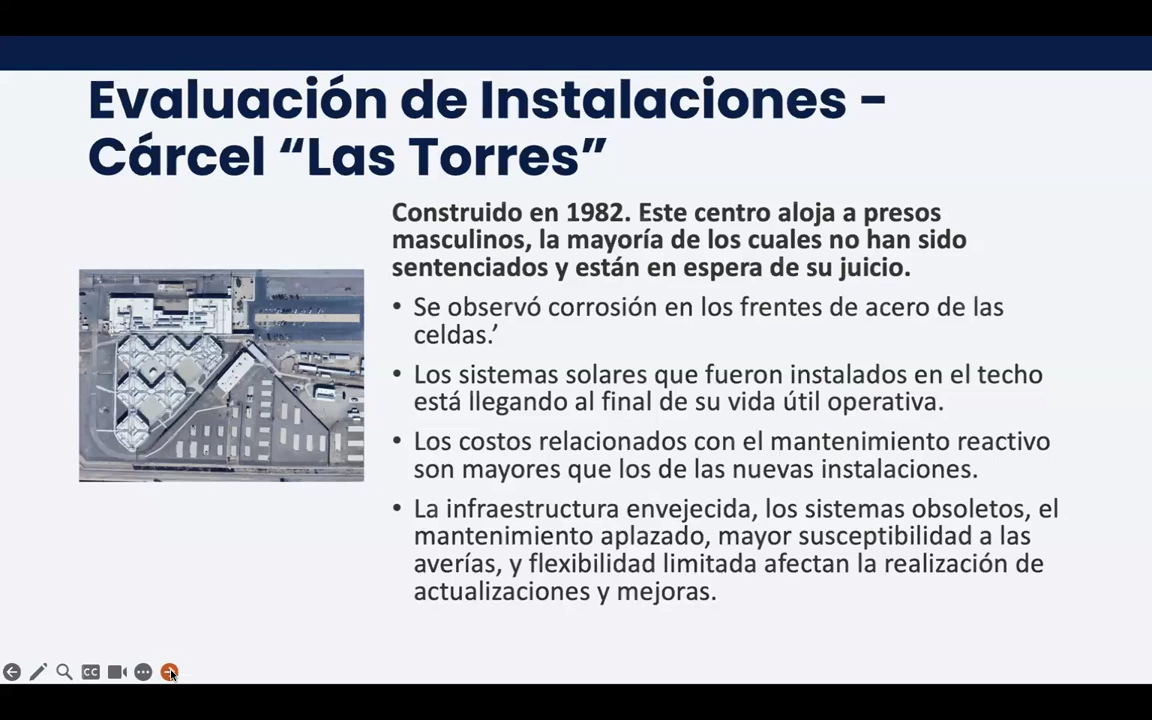 Evaluación de Instalaciones -
Cárcel “Las Torres”
Construido en 1982. Este centro aloja a presos
masculinos, la mayoría de los cuales no han sido
sentenciados y están en espera de su juicio.
• Se observó corrosión en los frentes de acero de las
celdas.’
• Los sistemas solares que fueron instalados en el techo
está llegando al final de su vida útil operativa.
• Los costos relacionados con el mantenimiento reactivo
son mayores que los de las nuevas instalaciones.
• La infraestructura envejecida, los sistemas obsoletos, el
mantenimiento aplazado, mayor susceptibilidad a las
averías, y flexibilidad limitada afectan la realización de
actualizaciones y mejoras.
CC